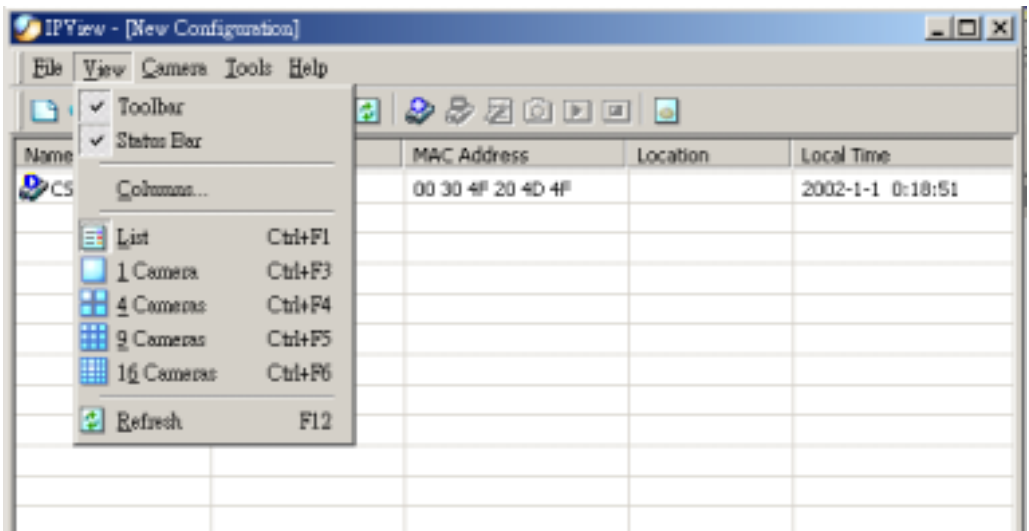 IPView - [New Configuration]
File View Camera Tools Help
Toolbar
Status Bar
Columns...
List Ctrl+F1
1 Camera Ctrl+F3
4 Cameras Ctrl+F4
9 Cameras Ctrl+F5
16 Cameras Ctrl+F6
Refresh F12
Name MAC Address Location Local Time
CS 00 30 4F 20 4D 4F 2002-1-1 0:18:51